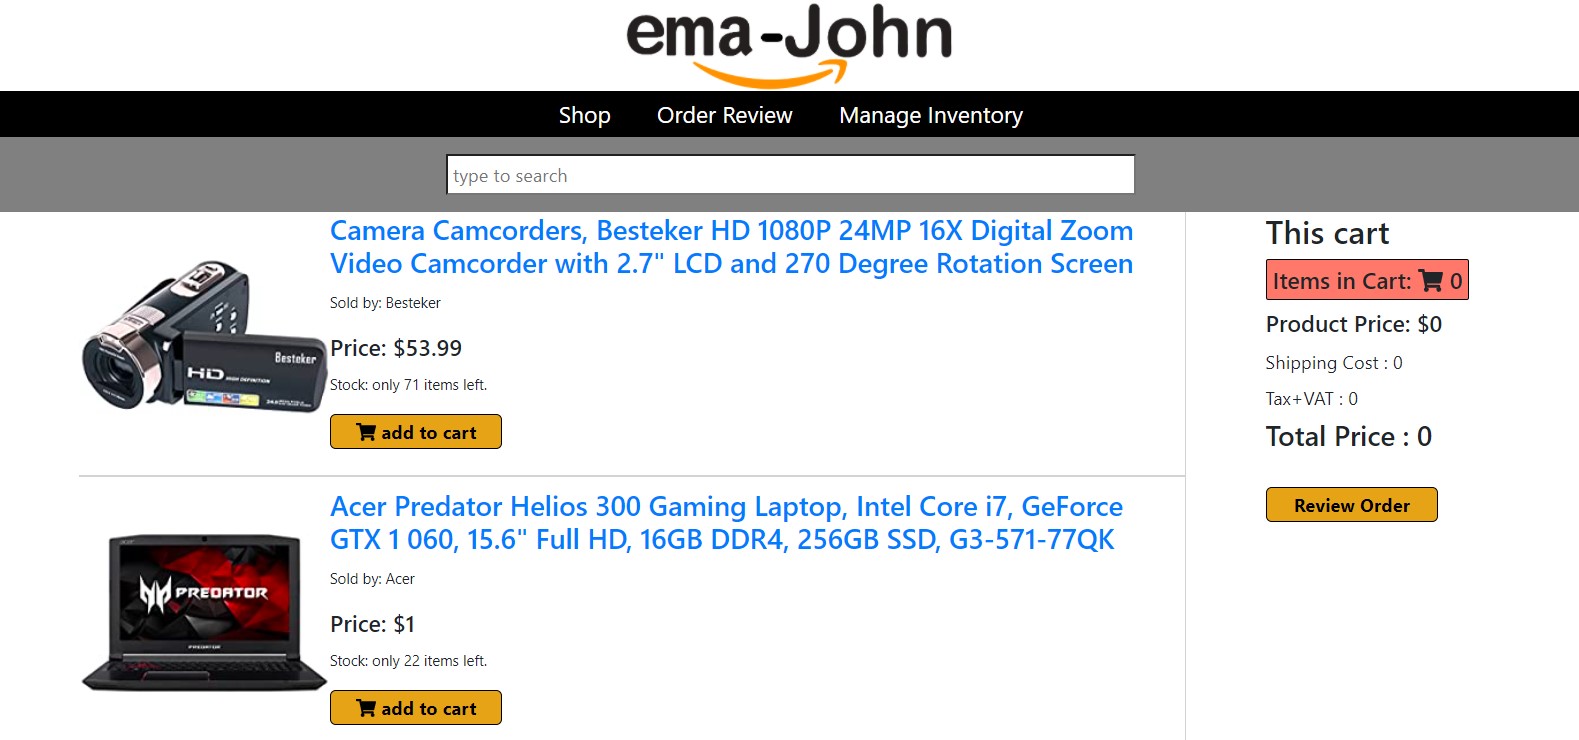 ema-John
Shop Order Review Manage Inventory
type to search
Camera Camcorders, Besteker HD 1080P 24MP 16X Digital Zoom
Video Camcorder with 2.7" LCD and 270 Degree Rotation Screen
Sold by: Besteker
Price: $53.99
Stock: only 71 items left.
add to cart
Besteker
HD HIGH DEFINITION
Acer Predator Helios 300 Gaming Laptop, Intel Core i7, GeForce
GTX 1 060, 15.6" Full HD, 16GB DDR4, 256GB SSD, G3-571-77QK
Sold by: Acer
Price: $1
Stock: only 22 items left.
add to cart
PREDATOR
PREDATOR
This cart
Items in Cart: 0
Product Price: $0
Shipping Cost : 0
Tax+VAT : 0
Total Price : 0
Review Order